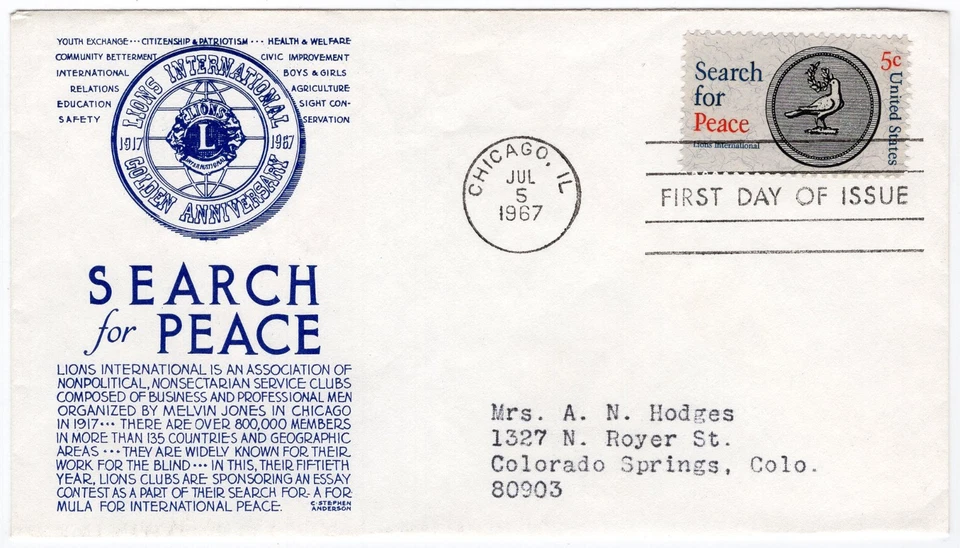 YOUTH EXCHANGE··· CITIZENSHIP & PATRIOTISM ··· HEALTH & WELFARE
COMMUNITY BETTERMENT
INTERNATIONAL
RELATIONS
EDUCATION
SAFETY
CIVIC IMPROVEMENT
BOYS & GIRLS
AGRICULTURE
SIGHT CON-
SERVATION
LIONS INTERNATIONAL
1917
LIONS
L
INTERNATIONAL
1967
GOLDEN ANNIVERSARY
SEARCH
for PEACE
LIONS INTERNATIONAL IS AN ASSOCIATION OF
NONPOLITICAL, NONSECTARIAN SERVICE CLUBS
COMPOSED OF BUSINESS AND PROFESSIONAL MEN
ORGANIZED BY MELVIN JONES IN CHICAGO
IN 1917··· THERE ARE OVER 800,000 MEMBERS
IN MORE THAN 135 COUNTRIES AND GEOGRAPHIC
AREAS ··· THEY ARE WIDELY KNOWN FOR THEIR
WORK FOR THE BLIND··· IN THIS, THEIR FIFTIETH
YEAR, LIONS CLUBS ARE SPONSORING AN ESSAY
CONTEST AS A PART OF THEIR SEARCH FOR A FOR-
MULA FOR INTERNATIONAL PEACE.
C. STEPHEN
ANDERSON
CHICAGO, IL
JUL
5
1967
Search
for
Peace
Lions International
5c
United States
FIRST DAY OF ISSUE
Mrs. A. N. Hodges
1327 N. Royer St.
Colorado Springs, Colo.
80903